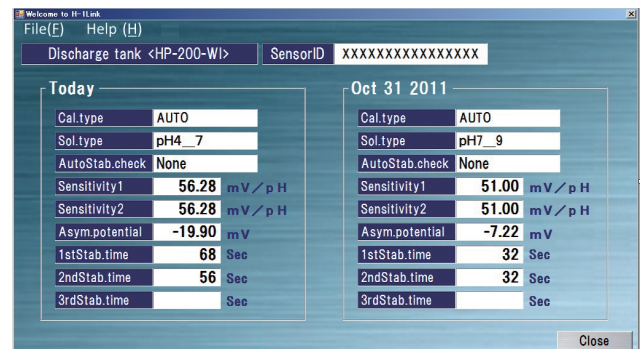 Welcome to H-1Link
File(F) Help (H)
Discharge tank <HP-200-WI> SensorID XXXXXXXXXXXXXXXX
Today
Cal.type AUTO
Sol.type pH4__7
AutoStab.check None
Sensitivity1 56.28 mV/pH
Sensitivity2 56.28 mV/pH
Asym.potential -19.90 mV
1stStab.time 68 Sec
2ndStab.time 56 Sec
3rdStab.time Sec
Oct 31 2011
Cal.type AUTO
Sol.type pH7__9
AutoStab.check None
Sensitivity1 51.00 mV/pH
Sensitivity2 51.00 mV/pH
Asym.potential -7.22 mV
1stStab.time 32 Sec
2ndStab.time 32 Sec
3rdStab.time Sec
Close